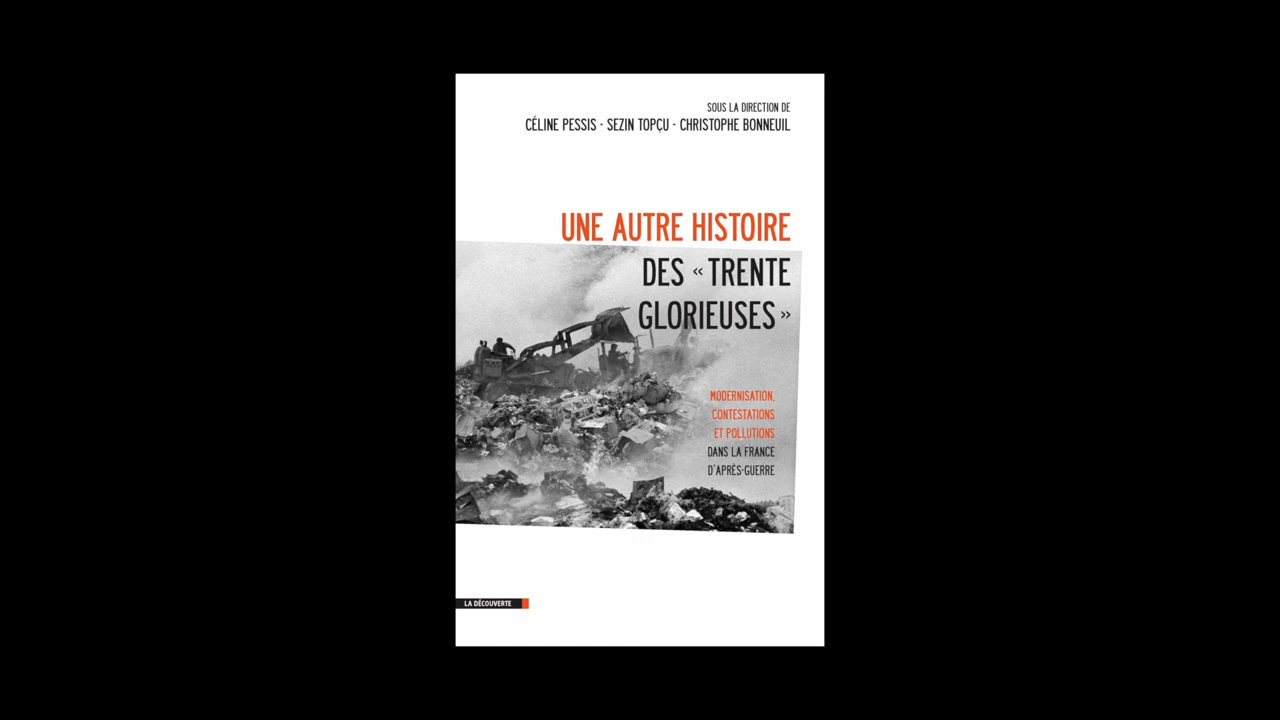 SOUS LA DIRECTION DE
CÉLINE PESSIS - SEZIN TOPÇU - CHRISTOPHE BONNEUIL
UNE AUTRE HISTOIRE
DES « TRENTE
GLORIEUSES »
MODERNISATION,
CONTESTATIONS
ET POLLUTIONS
DANS LA FRANCE
D'APRÈS-GUERRE
LA DÉCOUVERTE